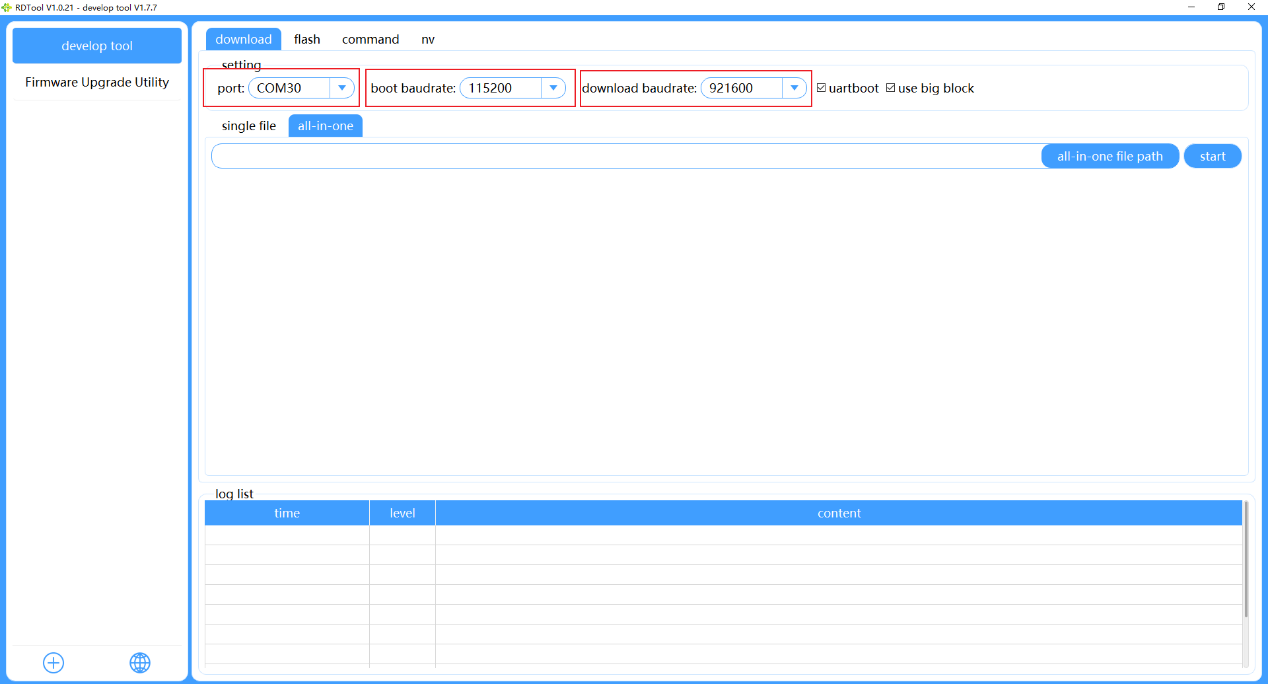 RDTool V1.0.21 - develop tool V1.7.7
develop tool
Firmware Upgrade Utility
download flash command nv
setting
port: COM30 boot baudrate: 115200 download baudrate: 921600 uartboot use big block
single file all-in-one
all-in-one file path start
log list
time level content